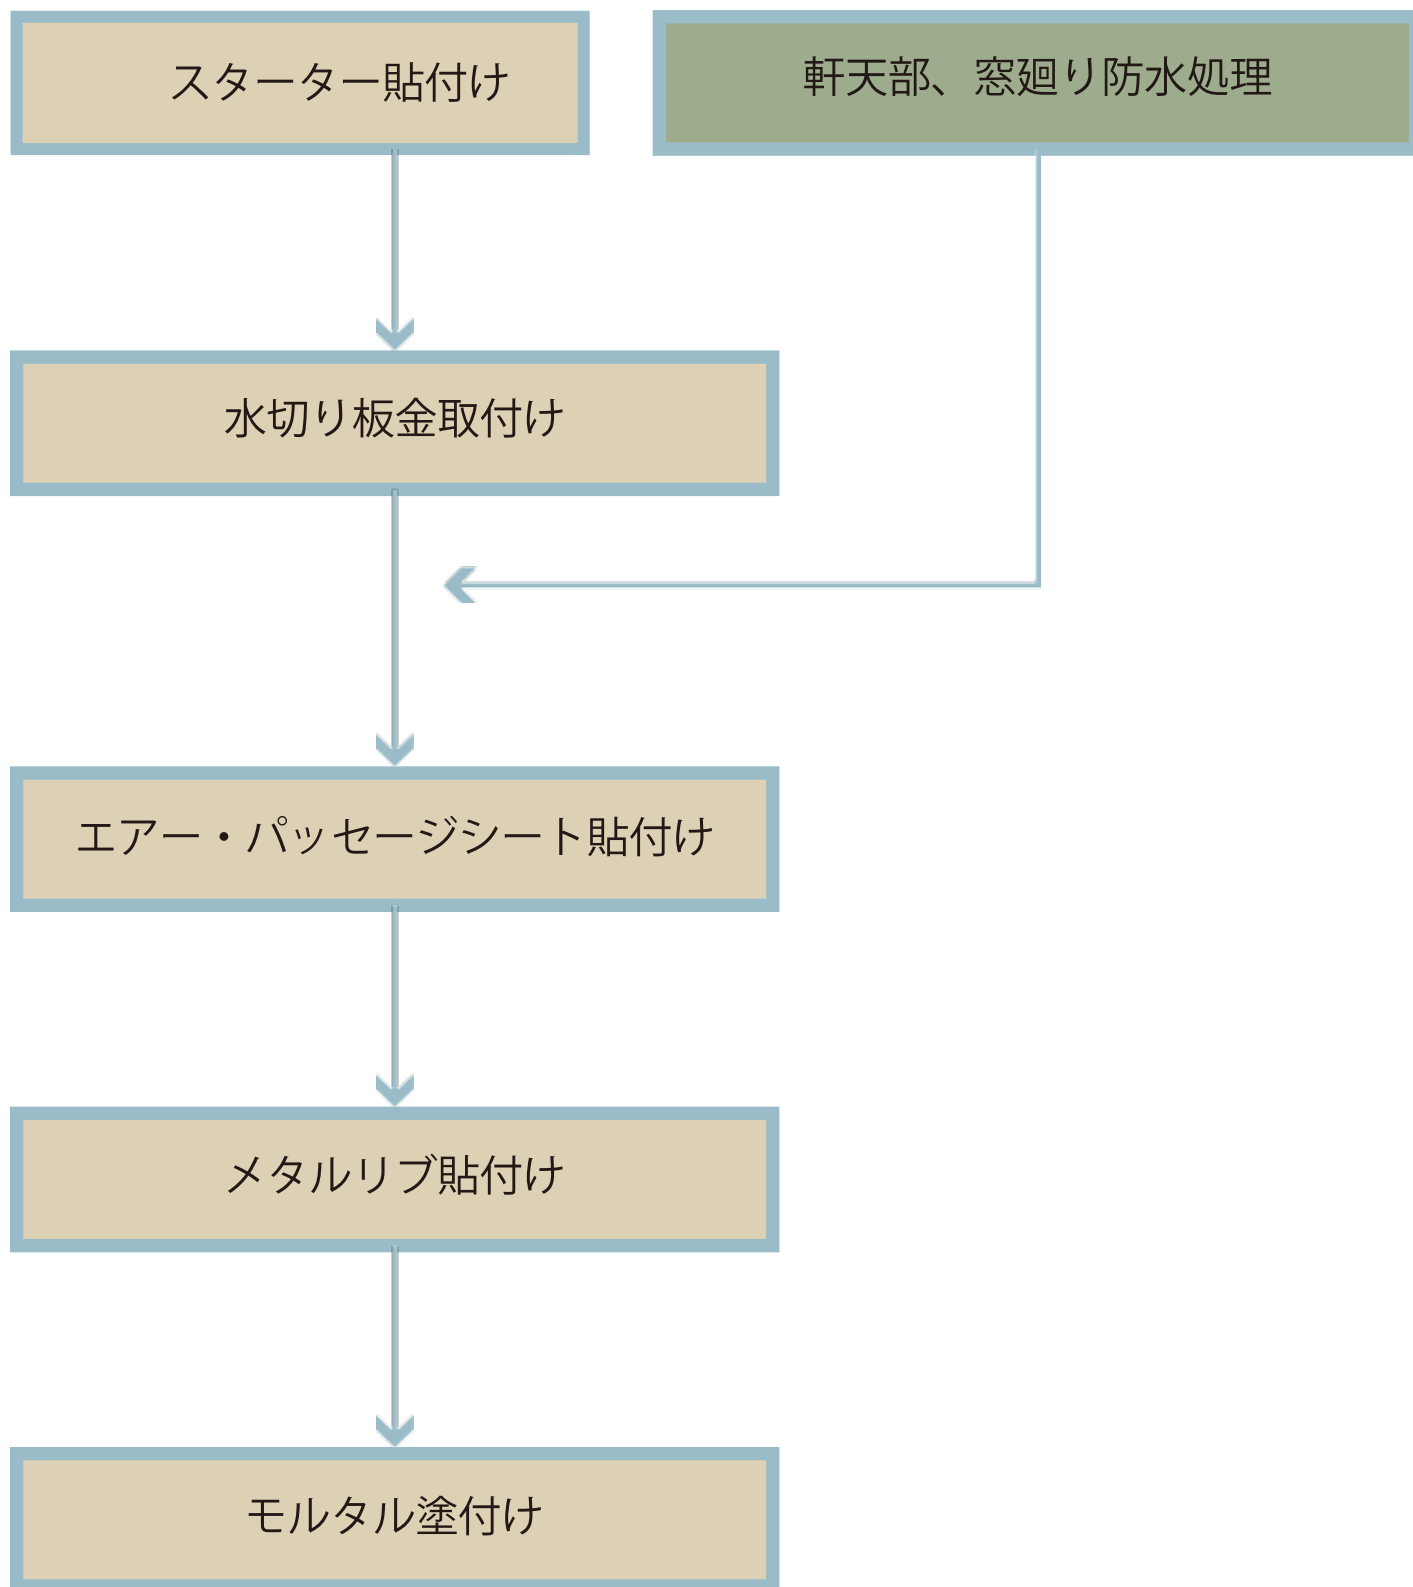 スターター貼付け
軒天部、窓廻り防水処理
水切り板金取付け
エアー・パッセージシート貼付け
メタルリブ貼付け
モルタル塗付け